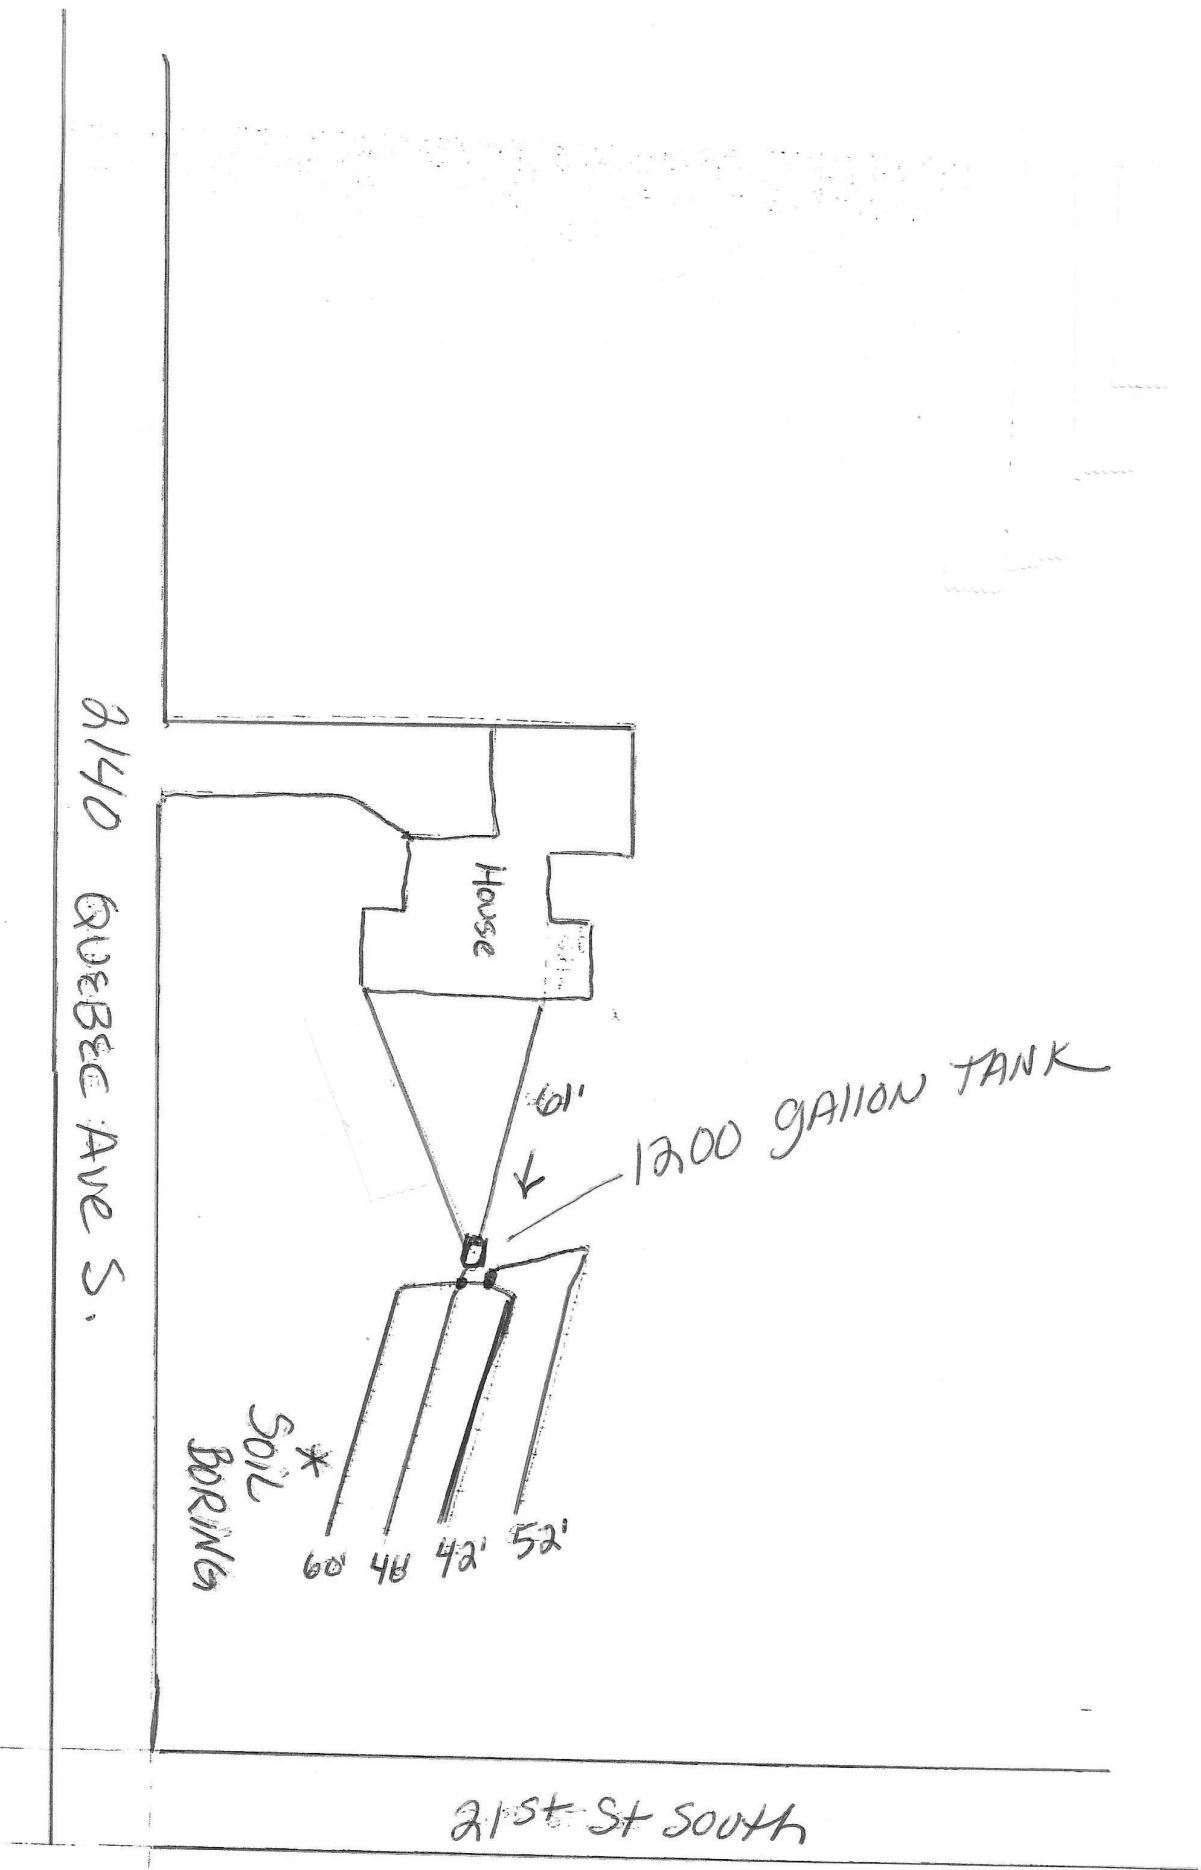 2140 QUEBEC AVE S.
House
61'
1200 gAllON TANK
*
SOIL
BORING
60'
48
42'
52'
21st St South